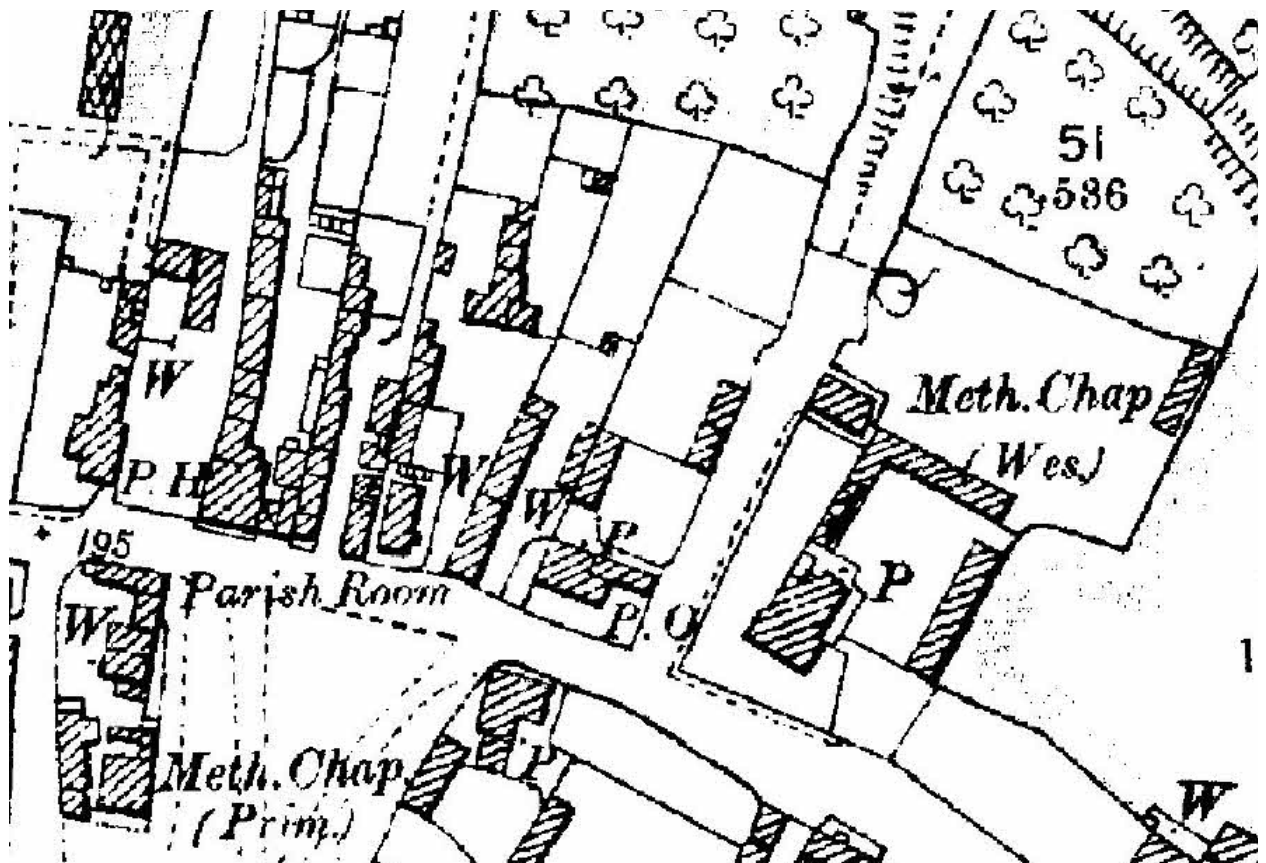 51
586
W
Meth. Chap
(Wes.)
P.H
W
W
P
195
Parish Room
P
P.O
W
1
Meth. Chap.
(Prim.)
P
W